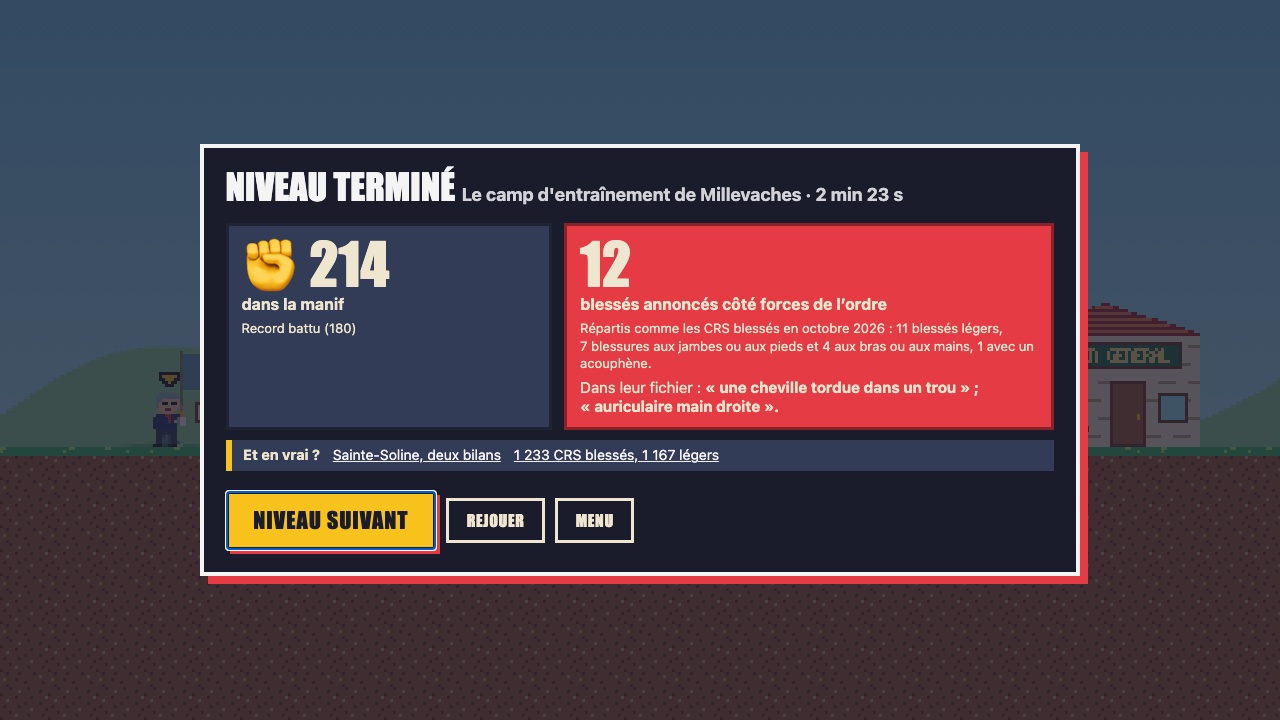 NIVEAU TERMINÉ Le camp d'entraînement de Millevaches · 2 min 23 s
214
dans la manif
Record battu (180)
12
blessés annoncés côté forces de l’ordre
Répartis comme les CRS blessés en octobre 2026 : 11 blessés légers,
7 blessures aux jambes ou aux pieds et 4 aux bras ou aux mains, 1 avec un
acouphène.
Dans leur fichier : « une cheville tordue dans un trou » ;
« auriculaire main droite ».
Et en vrai ? Sainte-Soline, deux bilans 1 233 CRS blessés, 1 167 légers
NIVEAU SUIVANT REJOUER MENU
GENERAL